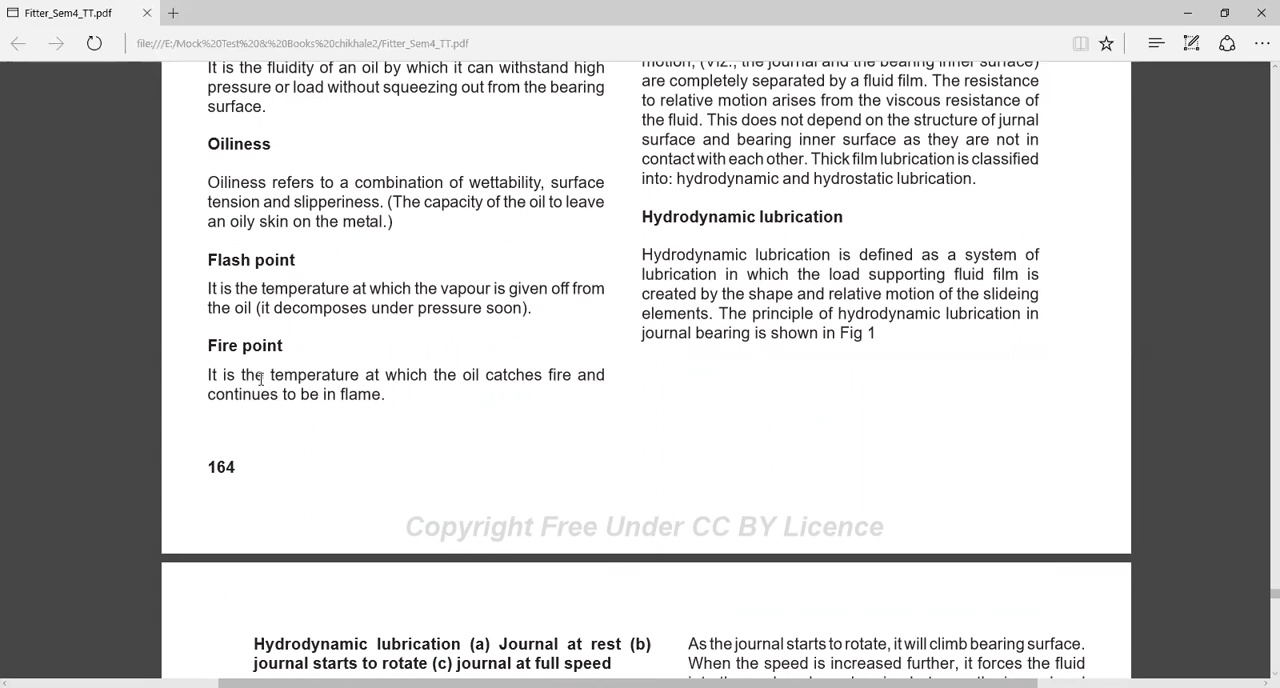 Fitter_Sem4_TT.pdf
file:///E:/Mock%20Test%20&%20Books%20chikhale2/Fitter_Sem4_TT.pdf
It is the fluidity of an oil by which it can withstand high
pressure or load without squeezing out from the bearing
surface.
Oiliness
Oiliness refers to a combination of wettability, surface
tension and slipperiness. (The capacity of the oil to leave
an oily skin on the metal.)
Flash point
It is the temperature at which the vapour is given off from
the oil (it decomposes under pressure soon).
Fire point
It is the temperature at which the oil catches fire and
continues to be in flame.
164
motion, (Viz., the journal and the bearing inner surface)
are completely separated by a fluid film. The resistance
to relative motion arises from the viscous resistance of
the fluid. This does not depend on the structure of jurnal
surface and bearing inner surface as they are not in
contact with each other. Thick film lubrication is classified
into: hydrodynamic and hydrostatic lubrication.
Hydrodynamic lubrication
Hydrodynamic lubrication is defined as a system of
lubrication in which the load supporting fluid film is
created by the shape and relative motion of the slideing
elements. The principle of hydrodynamic lubrication in
journal bearing is shown in Fig 1
Copyright Free Under CC BY Licence
Hydrodynamic lubrication (a) Journal at rest (b)
journal starts to rotate (c) journal at full speed
As the journal starts to rotate, it will climb bearing surface.
When the speed is increased further, it forces the fluid